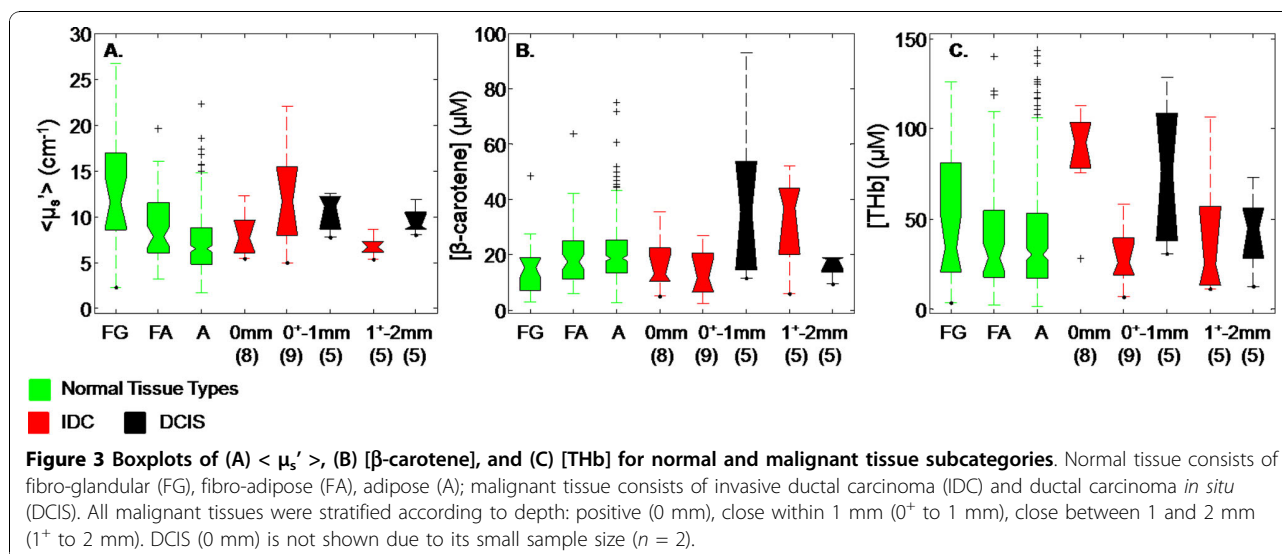 A.
B.
C.
<μs'> (cm⁻¹)
30
25
20
15
10
5
0
FG FA A 0mm 0⁺-1mm 1⁺-2mm
(8) (9) (5) (5) (5)
[β-carotene] (μM)
100
80
60
40
20
0
FG FA A 0mm 0⁺-1mm 1⁺-2mm
(8) (9) (5) (5) (5)
[THb] (μM)
150
100
50
0
FG FA A 0mm 0⁺-1mm 1⁺-2mm
(8) (9) (5) (5) (5)
Normal Tissue Types
IDC DCIS
Figure 3 Boxplots of (A) < μs' >, (B) [β-carotene], and (C) [THb] for normal and malignant tissue subcategories. Normal tissue consists of
fibro-glandular (FG), fibro-adipose (FA), adipose (A); malignant tissue consists of invasive ductal carcinoma (IDC) and ductal carcinoma in situ
(DCIS). All malignant tissues were stratified according to depth: positive (0 mm), close within 1 mm (0⁺ to 1 mm), close between 1 and 2 mm
(1⁺ to 2 mm). DCIS (0 mm) is not shown due to its small sample size (n = 2).